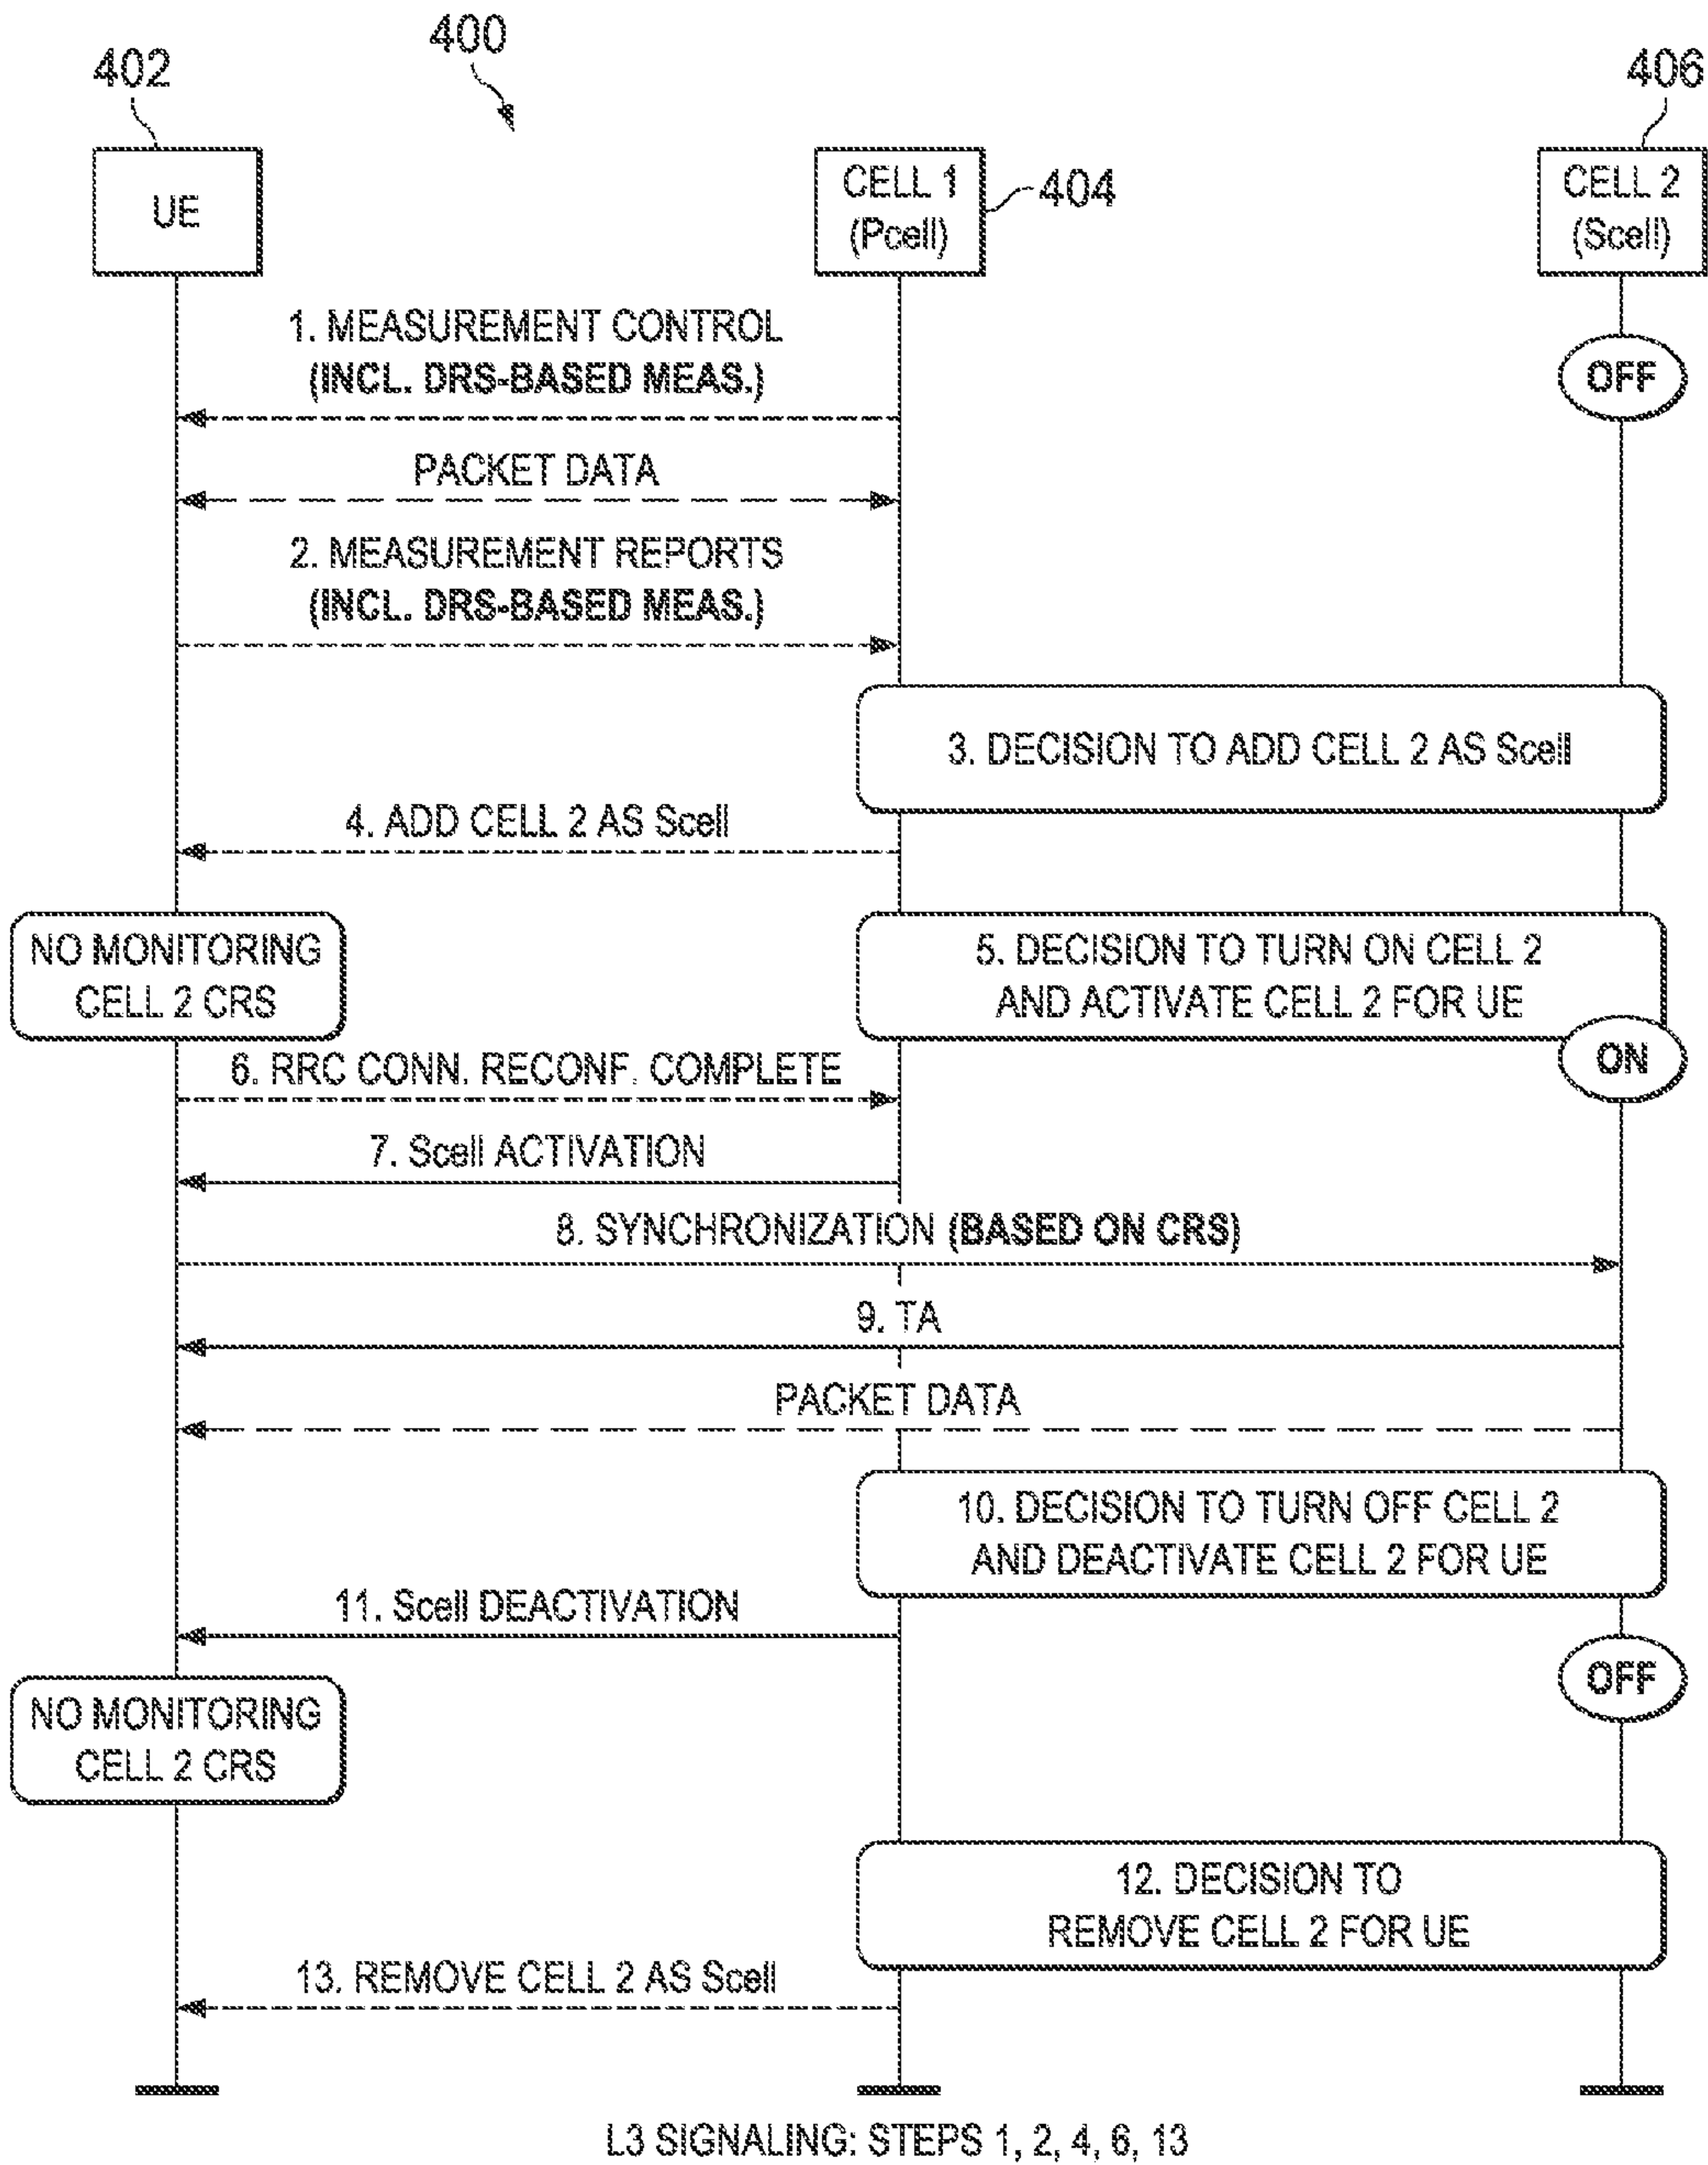 400
402
406
UE
CELL 1
(Pcell)
404
CELL 2
(Scell)
1. MEASUREMENT CONTROL
(INCL. DRS-BASED MEAS.)
OFF
PACKET DATA
2. MEASUREMENT REPORTS
(INCL. DRS-BASED MEAS.)
3. DECISION TO ADD CELL 2 AS Scell
4. ADD CELL 2 AS Scell
NO MONITORING
CELL 2 CRS
5. DECISION TO TURN ON CELL 2
AND ACTIVATE CELL 2 FOR UE
ON
6. RRC CONN. RECONF. COMPLETE
7. Scell ACTIVATION
8. SYNCHRONIZATION (BASED ON CRS)
9. TA
PACKET DATA
10. DECISION TO TURN OFF CELL 2
AND DEACTIVATE CELL 2 FOR UE
11. Scell DEACTIVATION
OFF
NO MONITORING
CELL 2 CRS
12. DECISION TO
REMOVE CELL 2 FOR UE
13. REMOVE CELL 2 AS Scell
L3 SIGNALING: STEPS 1, 2, 4, 6, 13